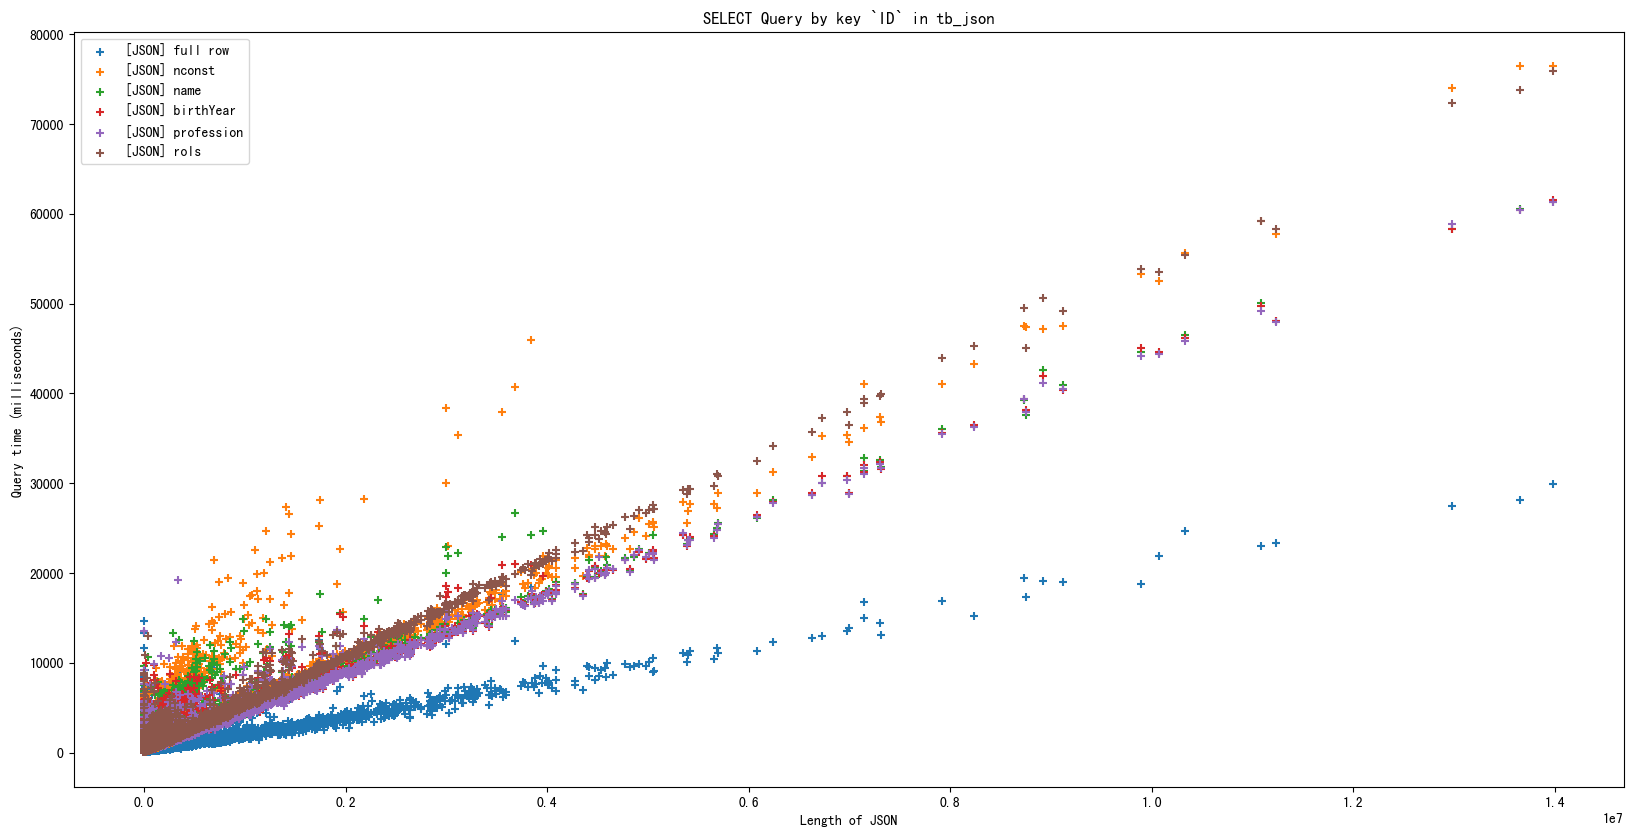 SELECT Query by key `ID` in tb_json
80000
70000
60000
50000
40000
30000
20000
10000
0
Query time (milliseconds)
[JSON] full row
[JSON] nconst
[JSON] name
[JSON] birthYear
[JSON] profession
[JSON] rols
0.0 0.2 0.4 0.6 0.8 1.0 1.2 1.4
1e7
Length of JSON